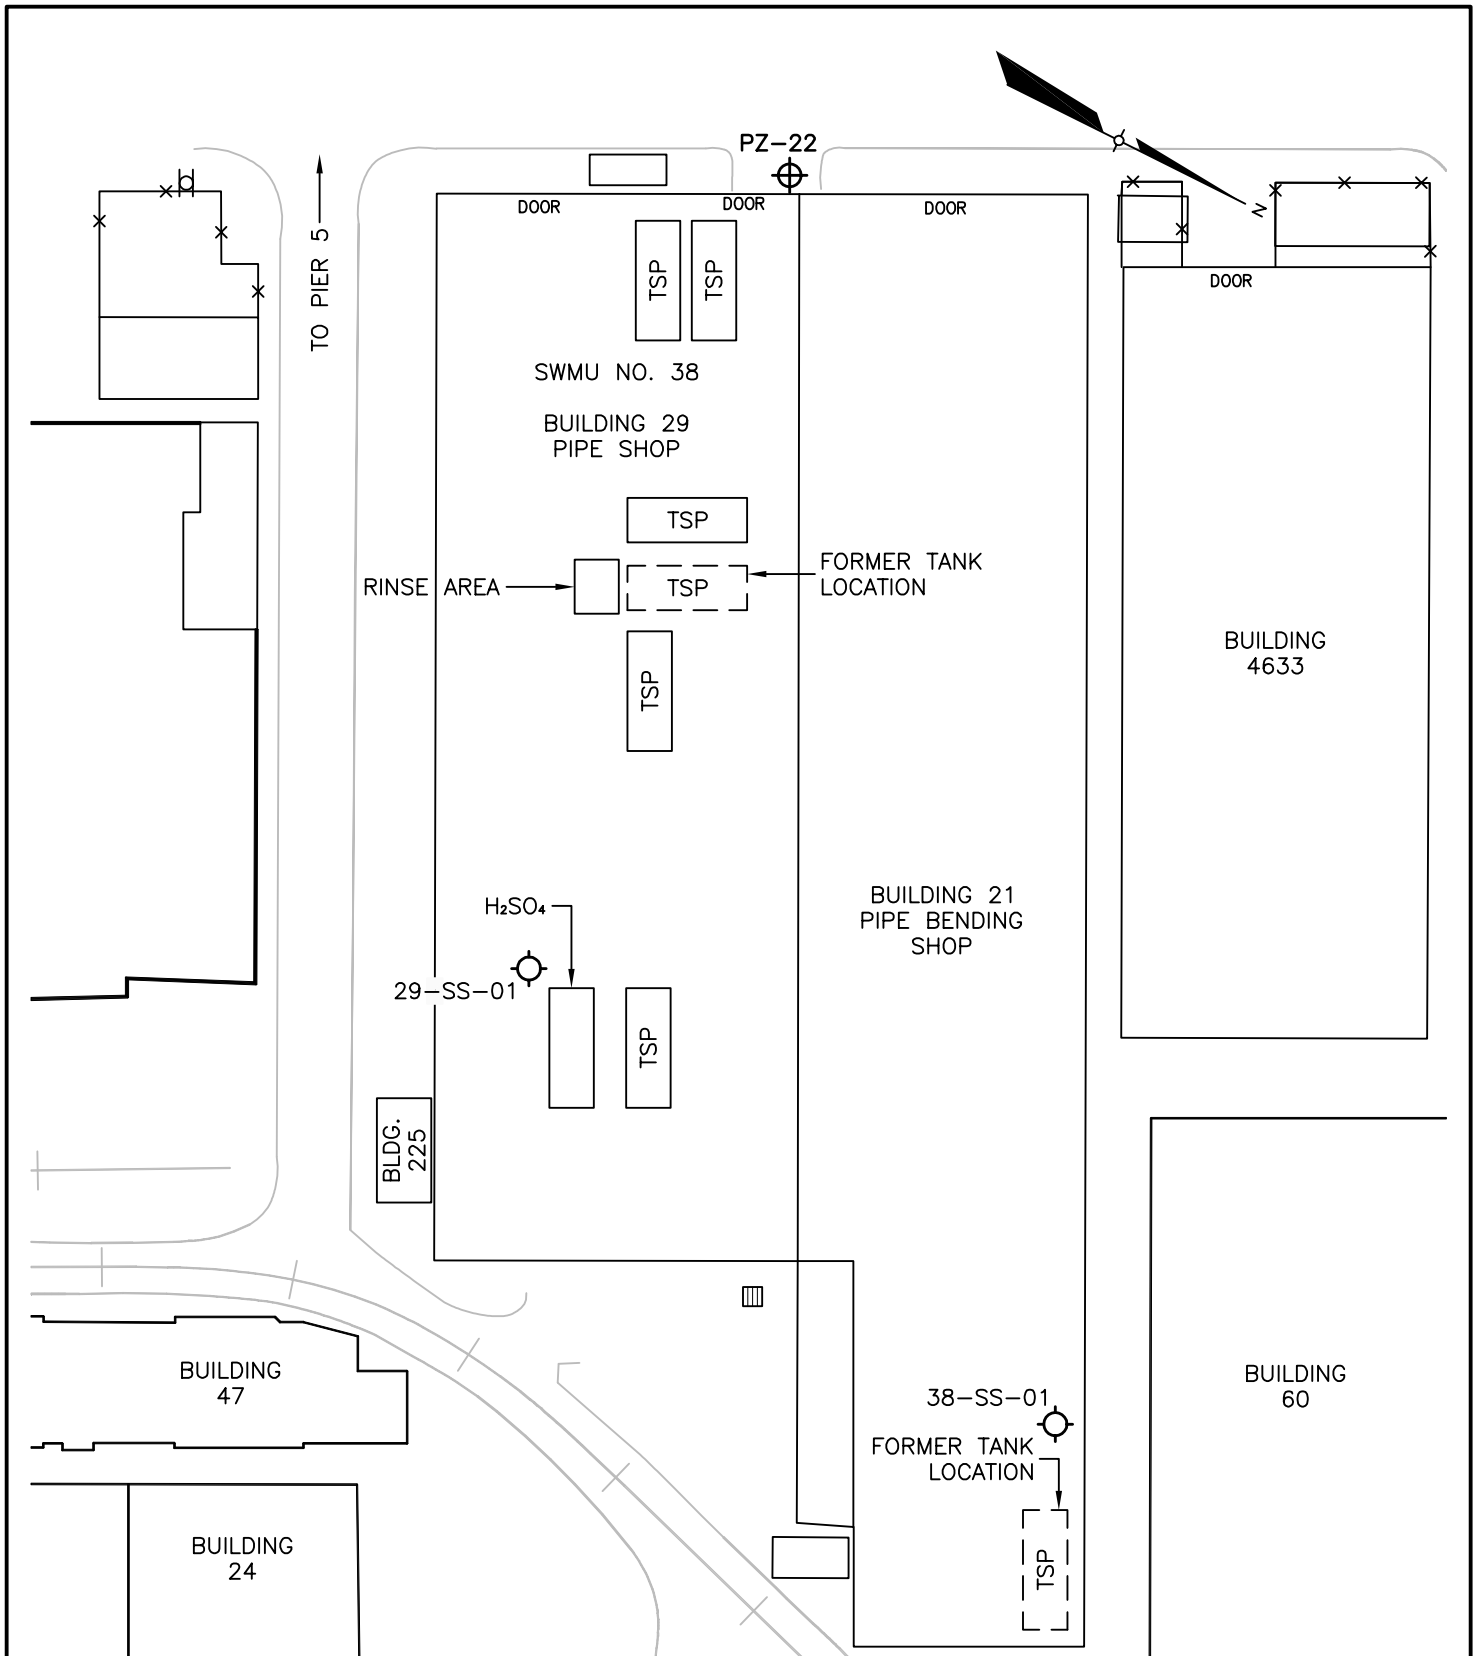 PZ-22
DOOR
DOOR
DOOR
N
TO PIER 5
TSP
TSP
DOOR
SWMU NO. 38
BUILDING 29
PIPE SHOP
TSP
FORMER TANK
LOCATION
RINSE AREA
TSP
BUILDING
4633
TSP
H₂SO₄
BUILDING 21
PIPE BENDING
SHOP
29-SS-01
TSP
BLDG.
225
BUILDING
47
BUILDING
60
38-SS-01
FORMER TANK
LOCATION
BUILDING
24
TSP